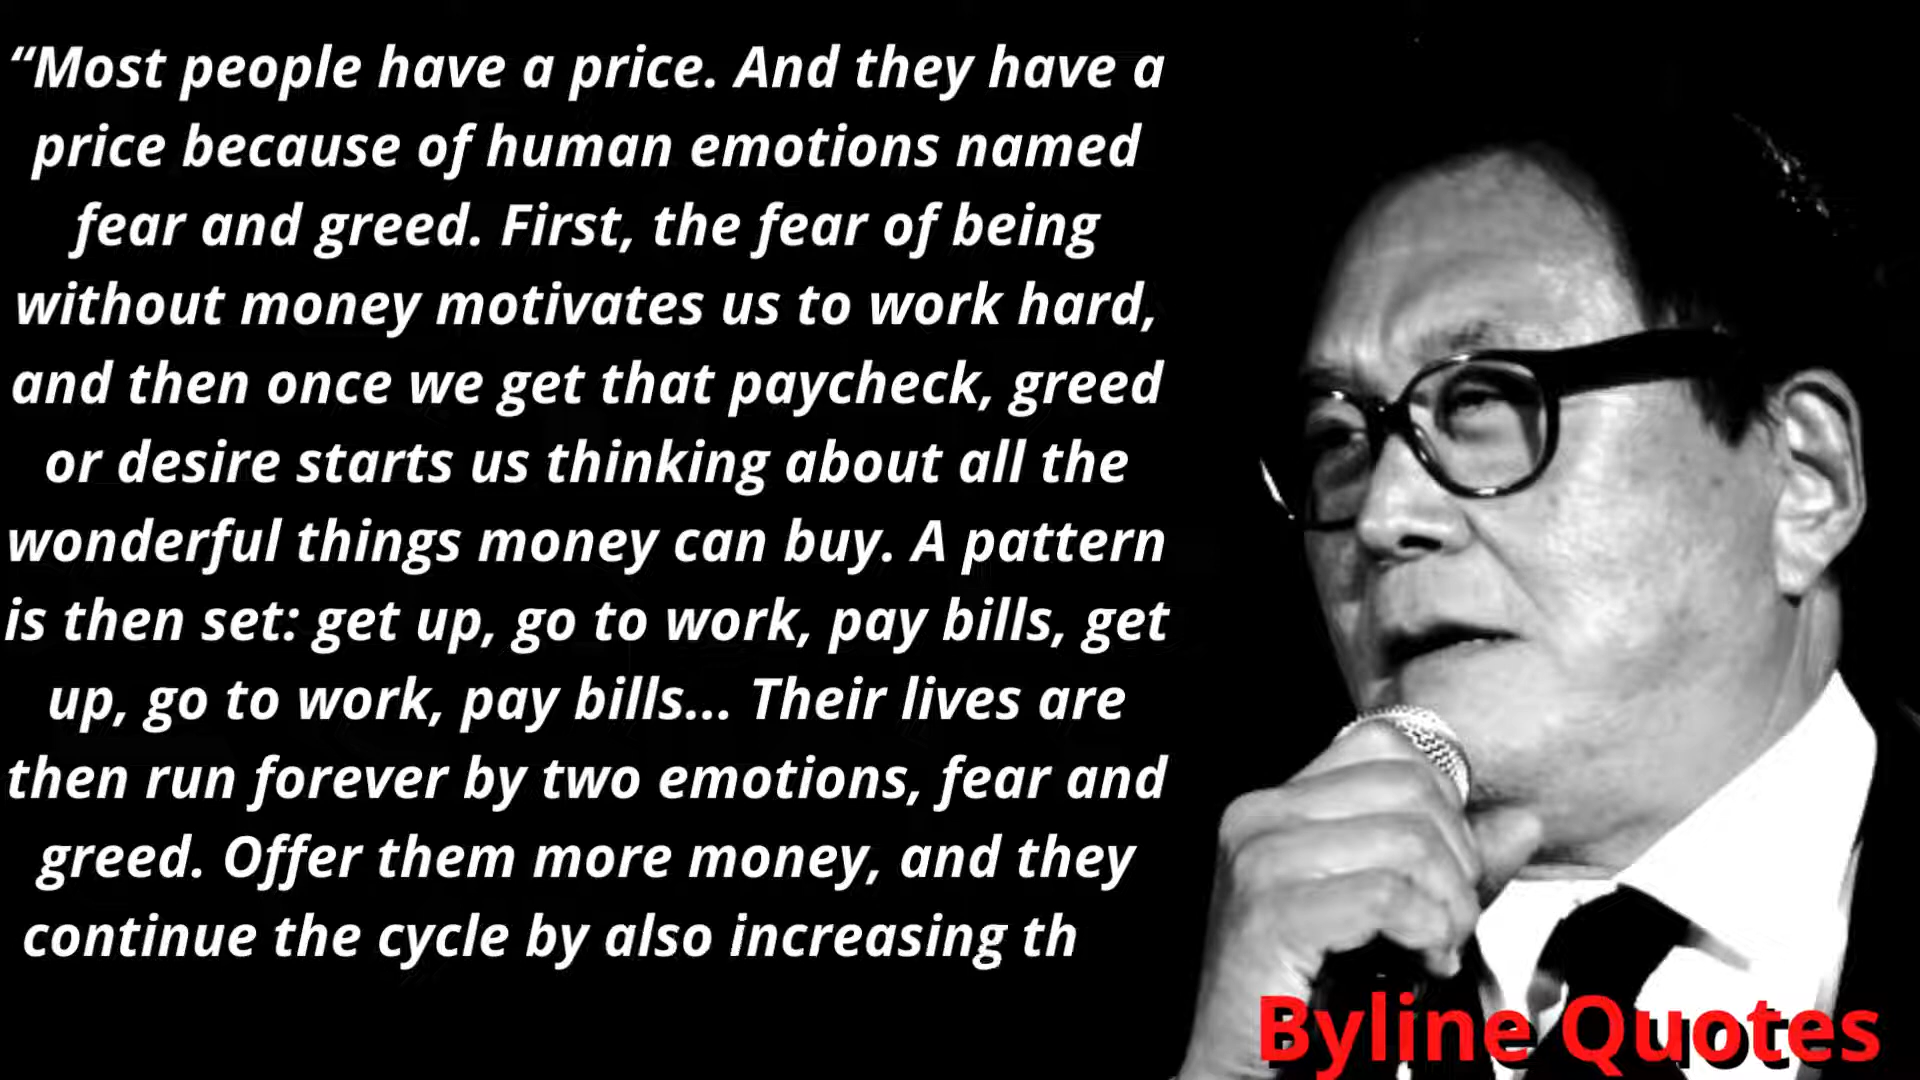 “Most people have a price. And they have a
price because of human emotions named
fear and greed. First, the fear of being
without money motivates us to work hard,
and then once we get that paycheck, greed
or desire starts us thinking about all the
wonderful things money can buy. A pattern
is then set: get up, go to work, pay bills, get
up, go to work, pay bills... Their lives are
then run forever by two emotions, fear and
greed. Offer them more money, and they
continue the cycle by also increasing th
Byline Quotes